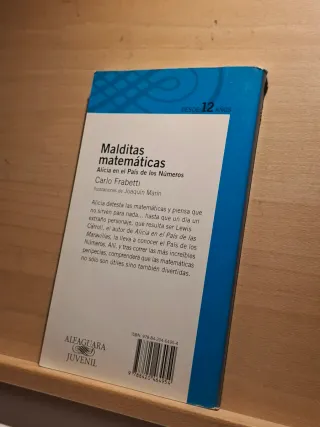 DESDE 12 AÑOS
Malditas
matemáticas
Alicia en el País de los Números
Carlo Frabetti
Ilustraciones de Joaquín Marín
Alicia detesta las matemáticas y piensa que
no sirven para nada... hasta que un día un
extraño personaje, que resulta ser Lewis
Carroll, el autor de Alicia en el País de las
Maravillas, la lleva a conocer el País de los
Números. Allí, y tras correr las más increíbles
peripecias, comprenderá que las matemáticas
no sólo son útiles sino también divertidas.
ALFAGUARA
JUVENIL